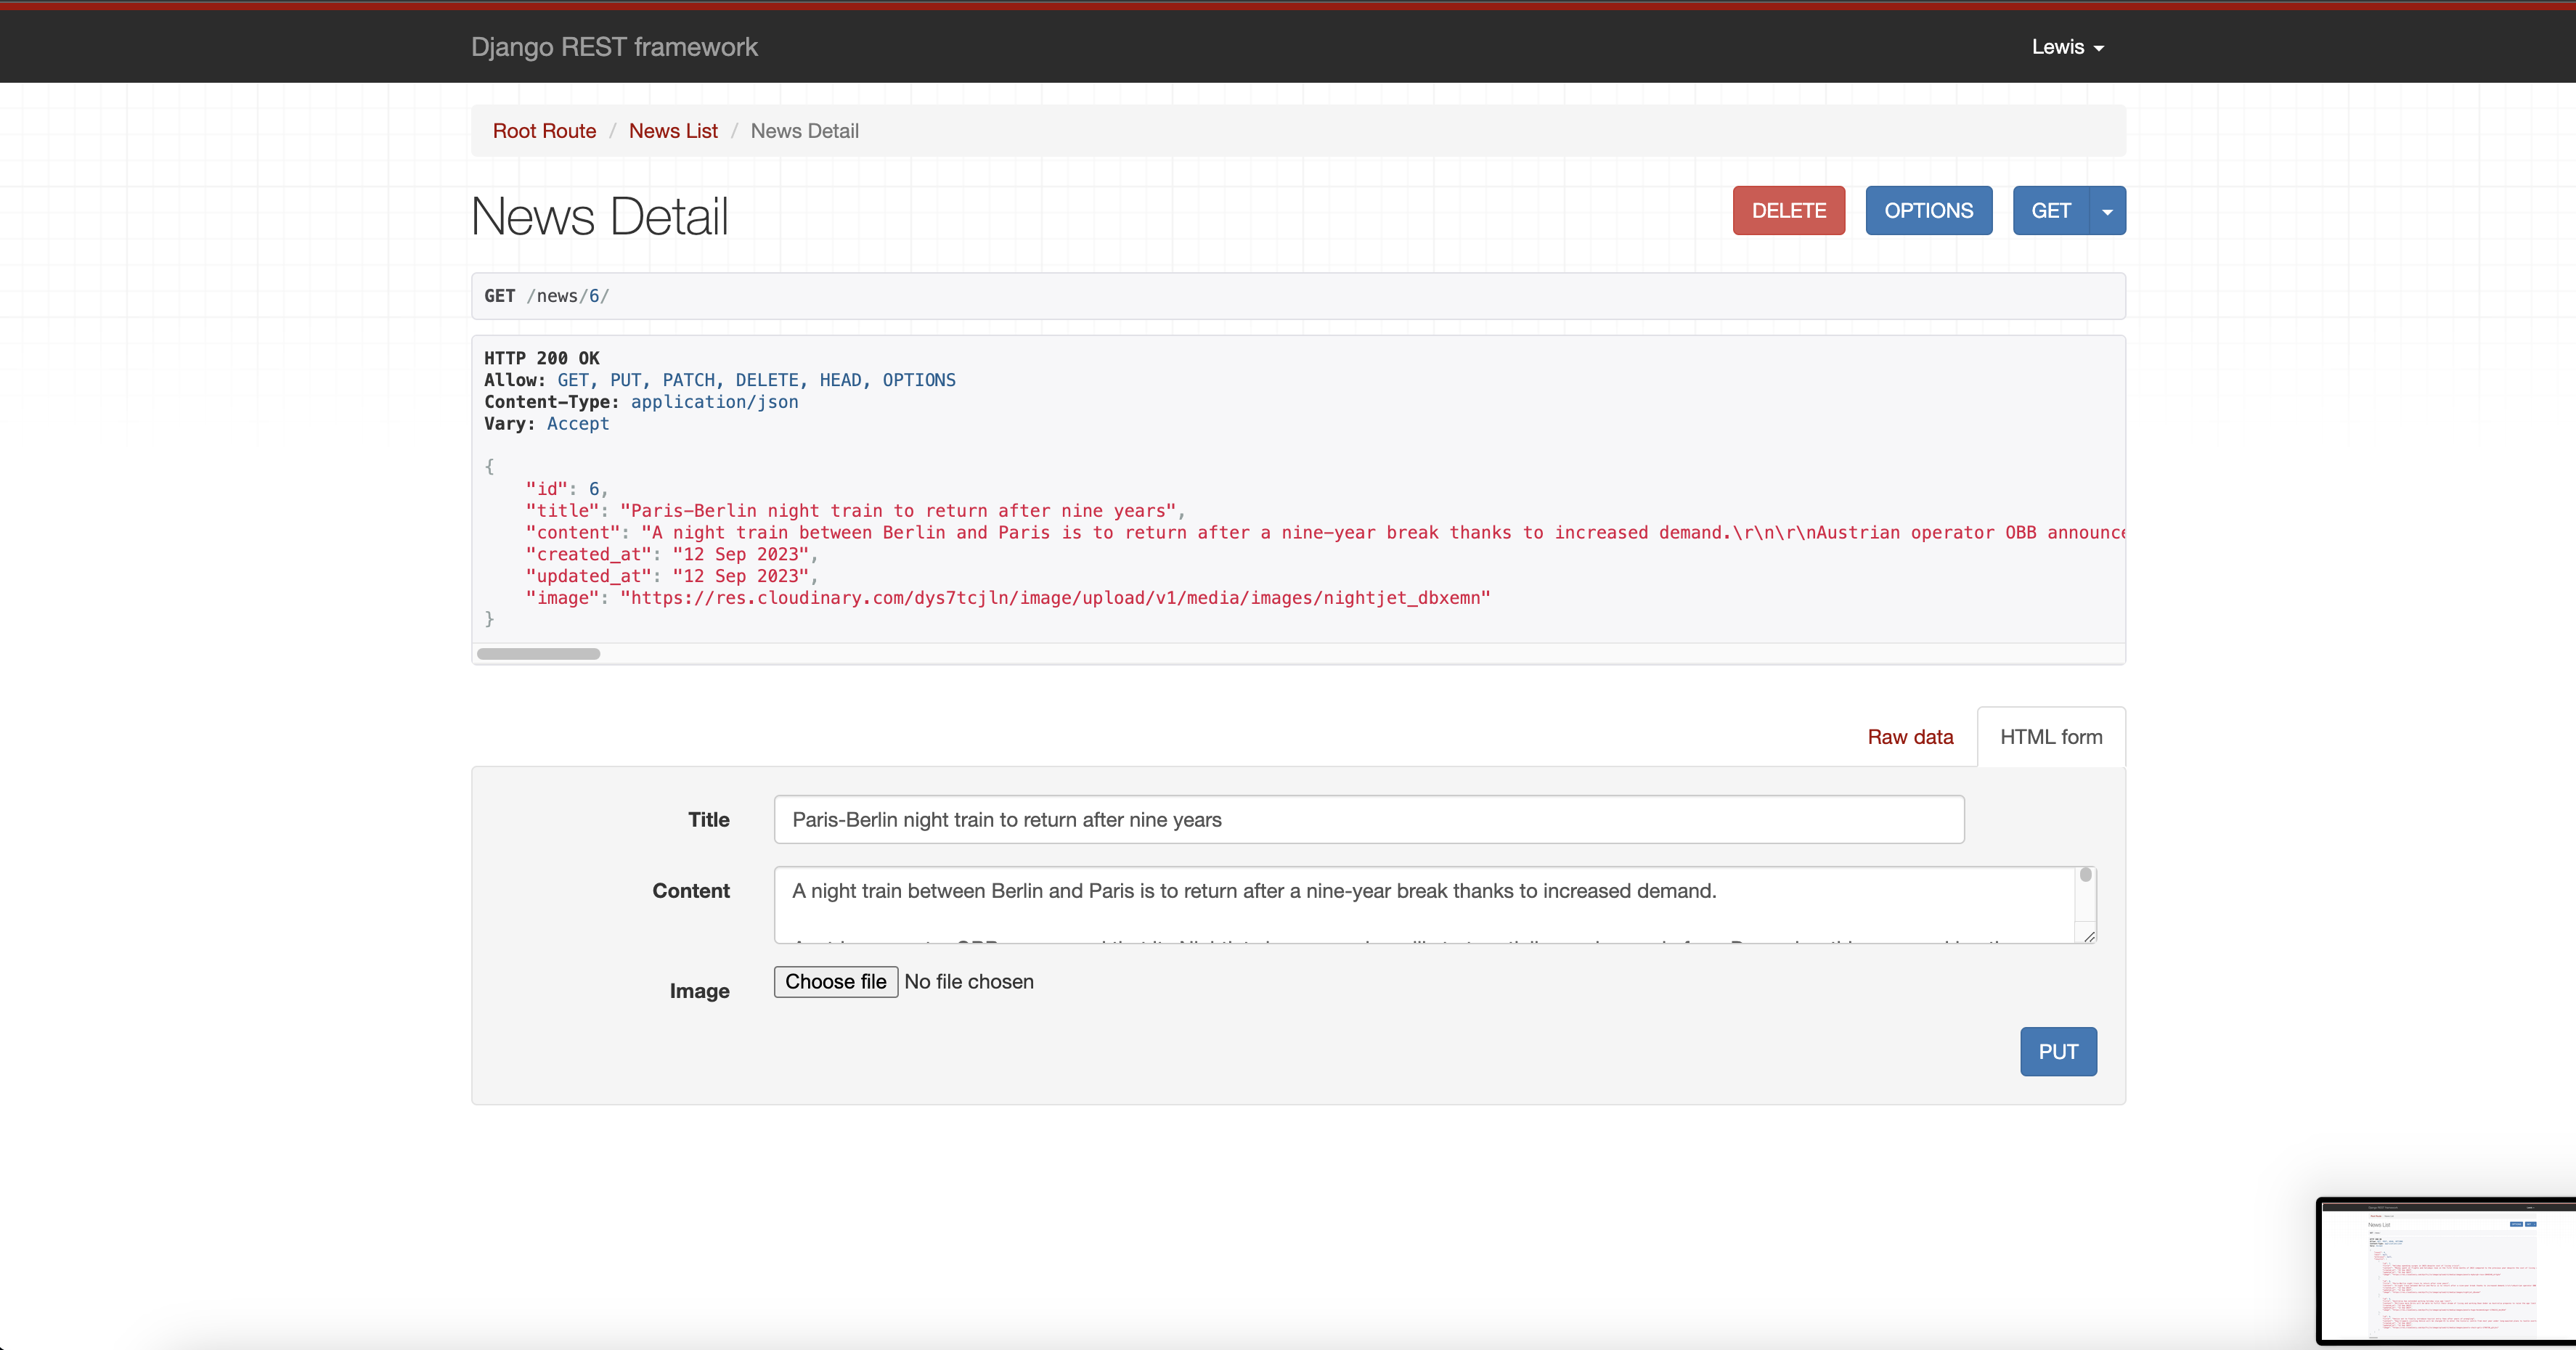 Django REST framework
Lewis
Root Route / News List / News Detail
News Detail
DELETE
OPTIONS
GET
GET /news/6/
HTTP 200 OK
Allow: GET, PUT, PATCH, DELETE, HEAD, OPTIONS
Content-Type: application/json
Vary: Accept
{
"id": 6,
"title": "Paris-Berlin night train to return after nine years",
"content": "A night train between Berlin and Paris is to return after a nine-year break thanks to increased demand.\r\n\r\nAustrian operator OBB announce
"created_at": "12 Sep 2023",
"updated_at": "12 Sep 2023",
"image": "https://res.cloudinary.com/dys7tcjln/image/upload/v1/media/images/nightjet_dbxemn"
}
Raw data
HTML form
Title
Paris-Berlin night train to return after nine years
Content
A night train between Berlin and Paris is to return after a nine-year break thanks to increased demand.
Image
Choose file No file chosen
PUT
News List